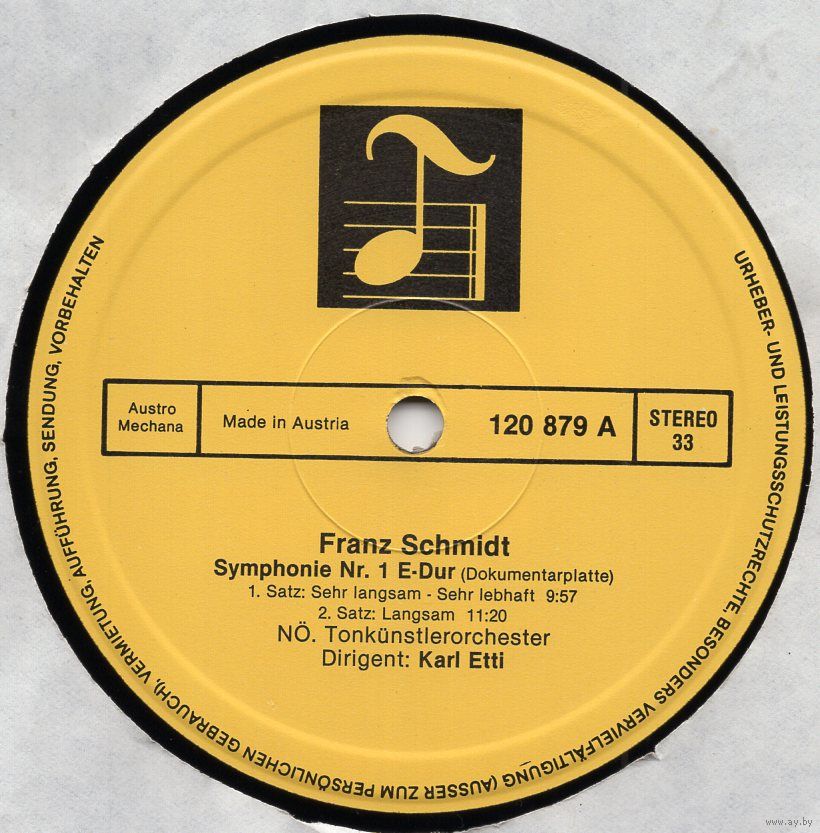 Austro
Mechana
Made in Austria
120 879 A
STEREO
33
Franz Schmidt
Symphonie Nr. 1 E-Dur (Dokumentarplatte)
1. Satz: Sehr langsam - Sehr lebhaft 9:57
2. Satz: Langsam 11:20
NÖ. Tonkünstlerorchester
Dirigent: Karl Etti
URHEBER- UND LEISTUNGSSCHUTZRECHTE, BESONDERS VERVIELFÄLTIGUNG (AUSSER ZUM PERSÖNLICHEN GEBRAUCH), VERMIETUNG, AUFFÜHRUNG, SENDUNG, VORBEHALTEN
www.ay.by